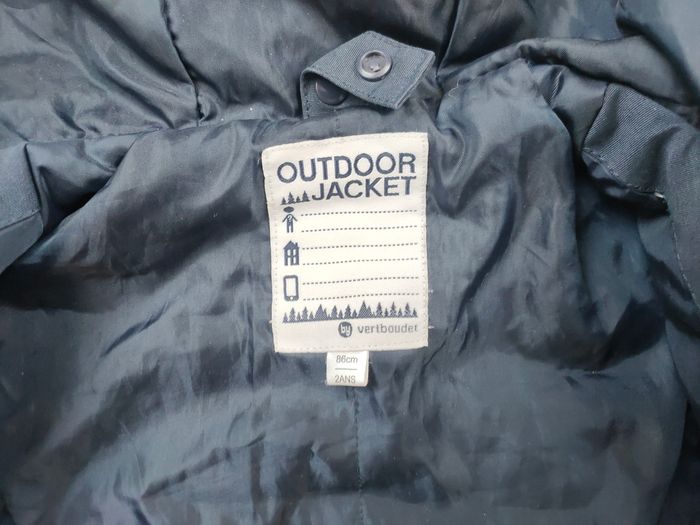 OUTDOOR
JACKET
by vertbaudet
86cm
2ANS